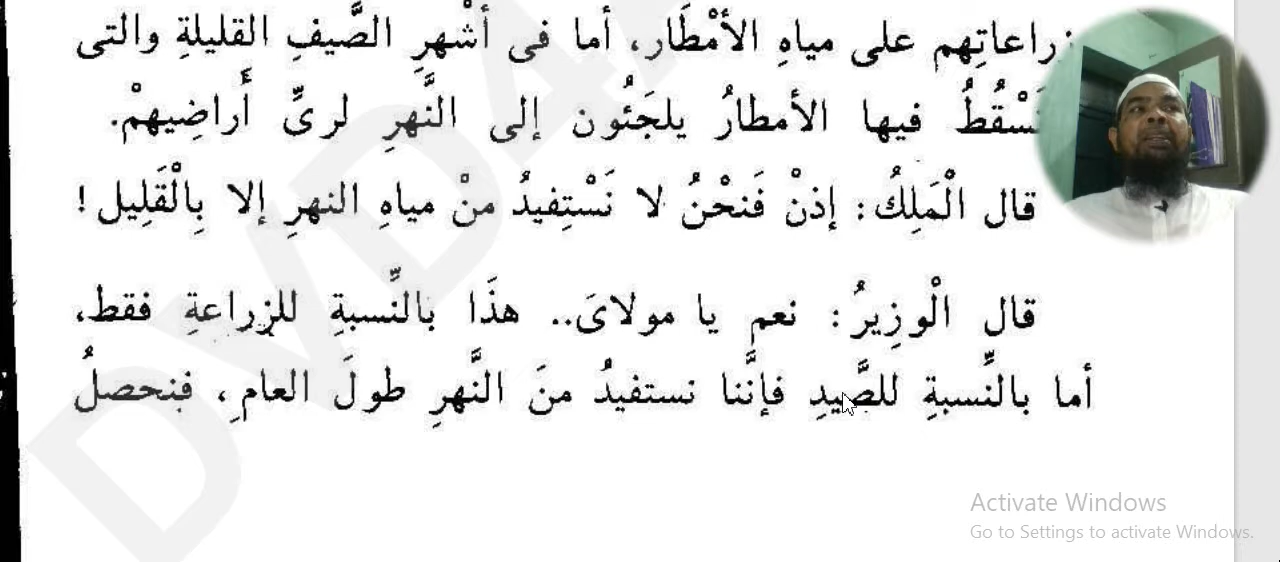 زراعاتِهم على مياهِ الأمْطَار، أما فى أشْهرِ الصَّيفِ القليلةِ والتى
تَسْقُطُ فيها الأمطارُ يلجَئُون إلى النَّهرِ لرىِّ أَراضِيهمْ.
قال الْمَلِكُ: إذنْ فَنحْنُ لا نَسْتِفيدُ منْ مياهِ النهرِ إلا بِالْقَلِيل!
قال الْوزِيرُ: نعم يا مولاىَ.. هذَا بالنِّسبةِ للزراعةِ فقط،
أما بالنِّسبةِ للصَّيدِ فإنَّنا نستفيدُ منَ النَّهرِ طولَ العامِ، فنحصلُ
Activate Windows
Go to Settings to activate Windows.